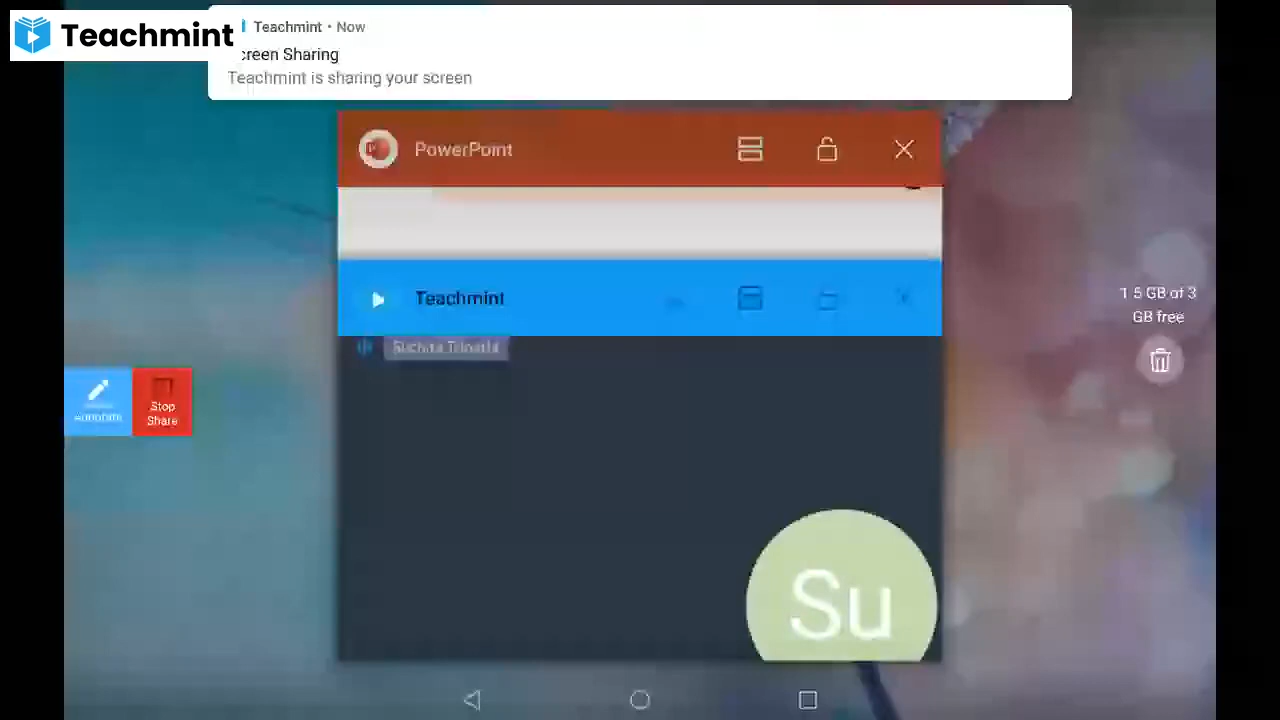 Teachmint
Teachmint • Now
creen Sharing
Teachmint is sharing your screen
PowerPoint
Teachmint
1.5 GB of 3
GB free
Annotate
Stop
Share
Su